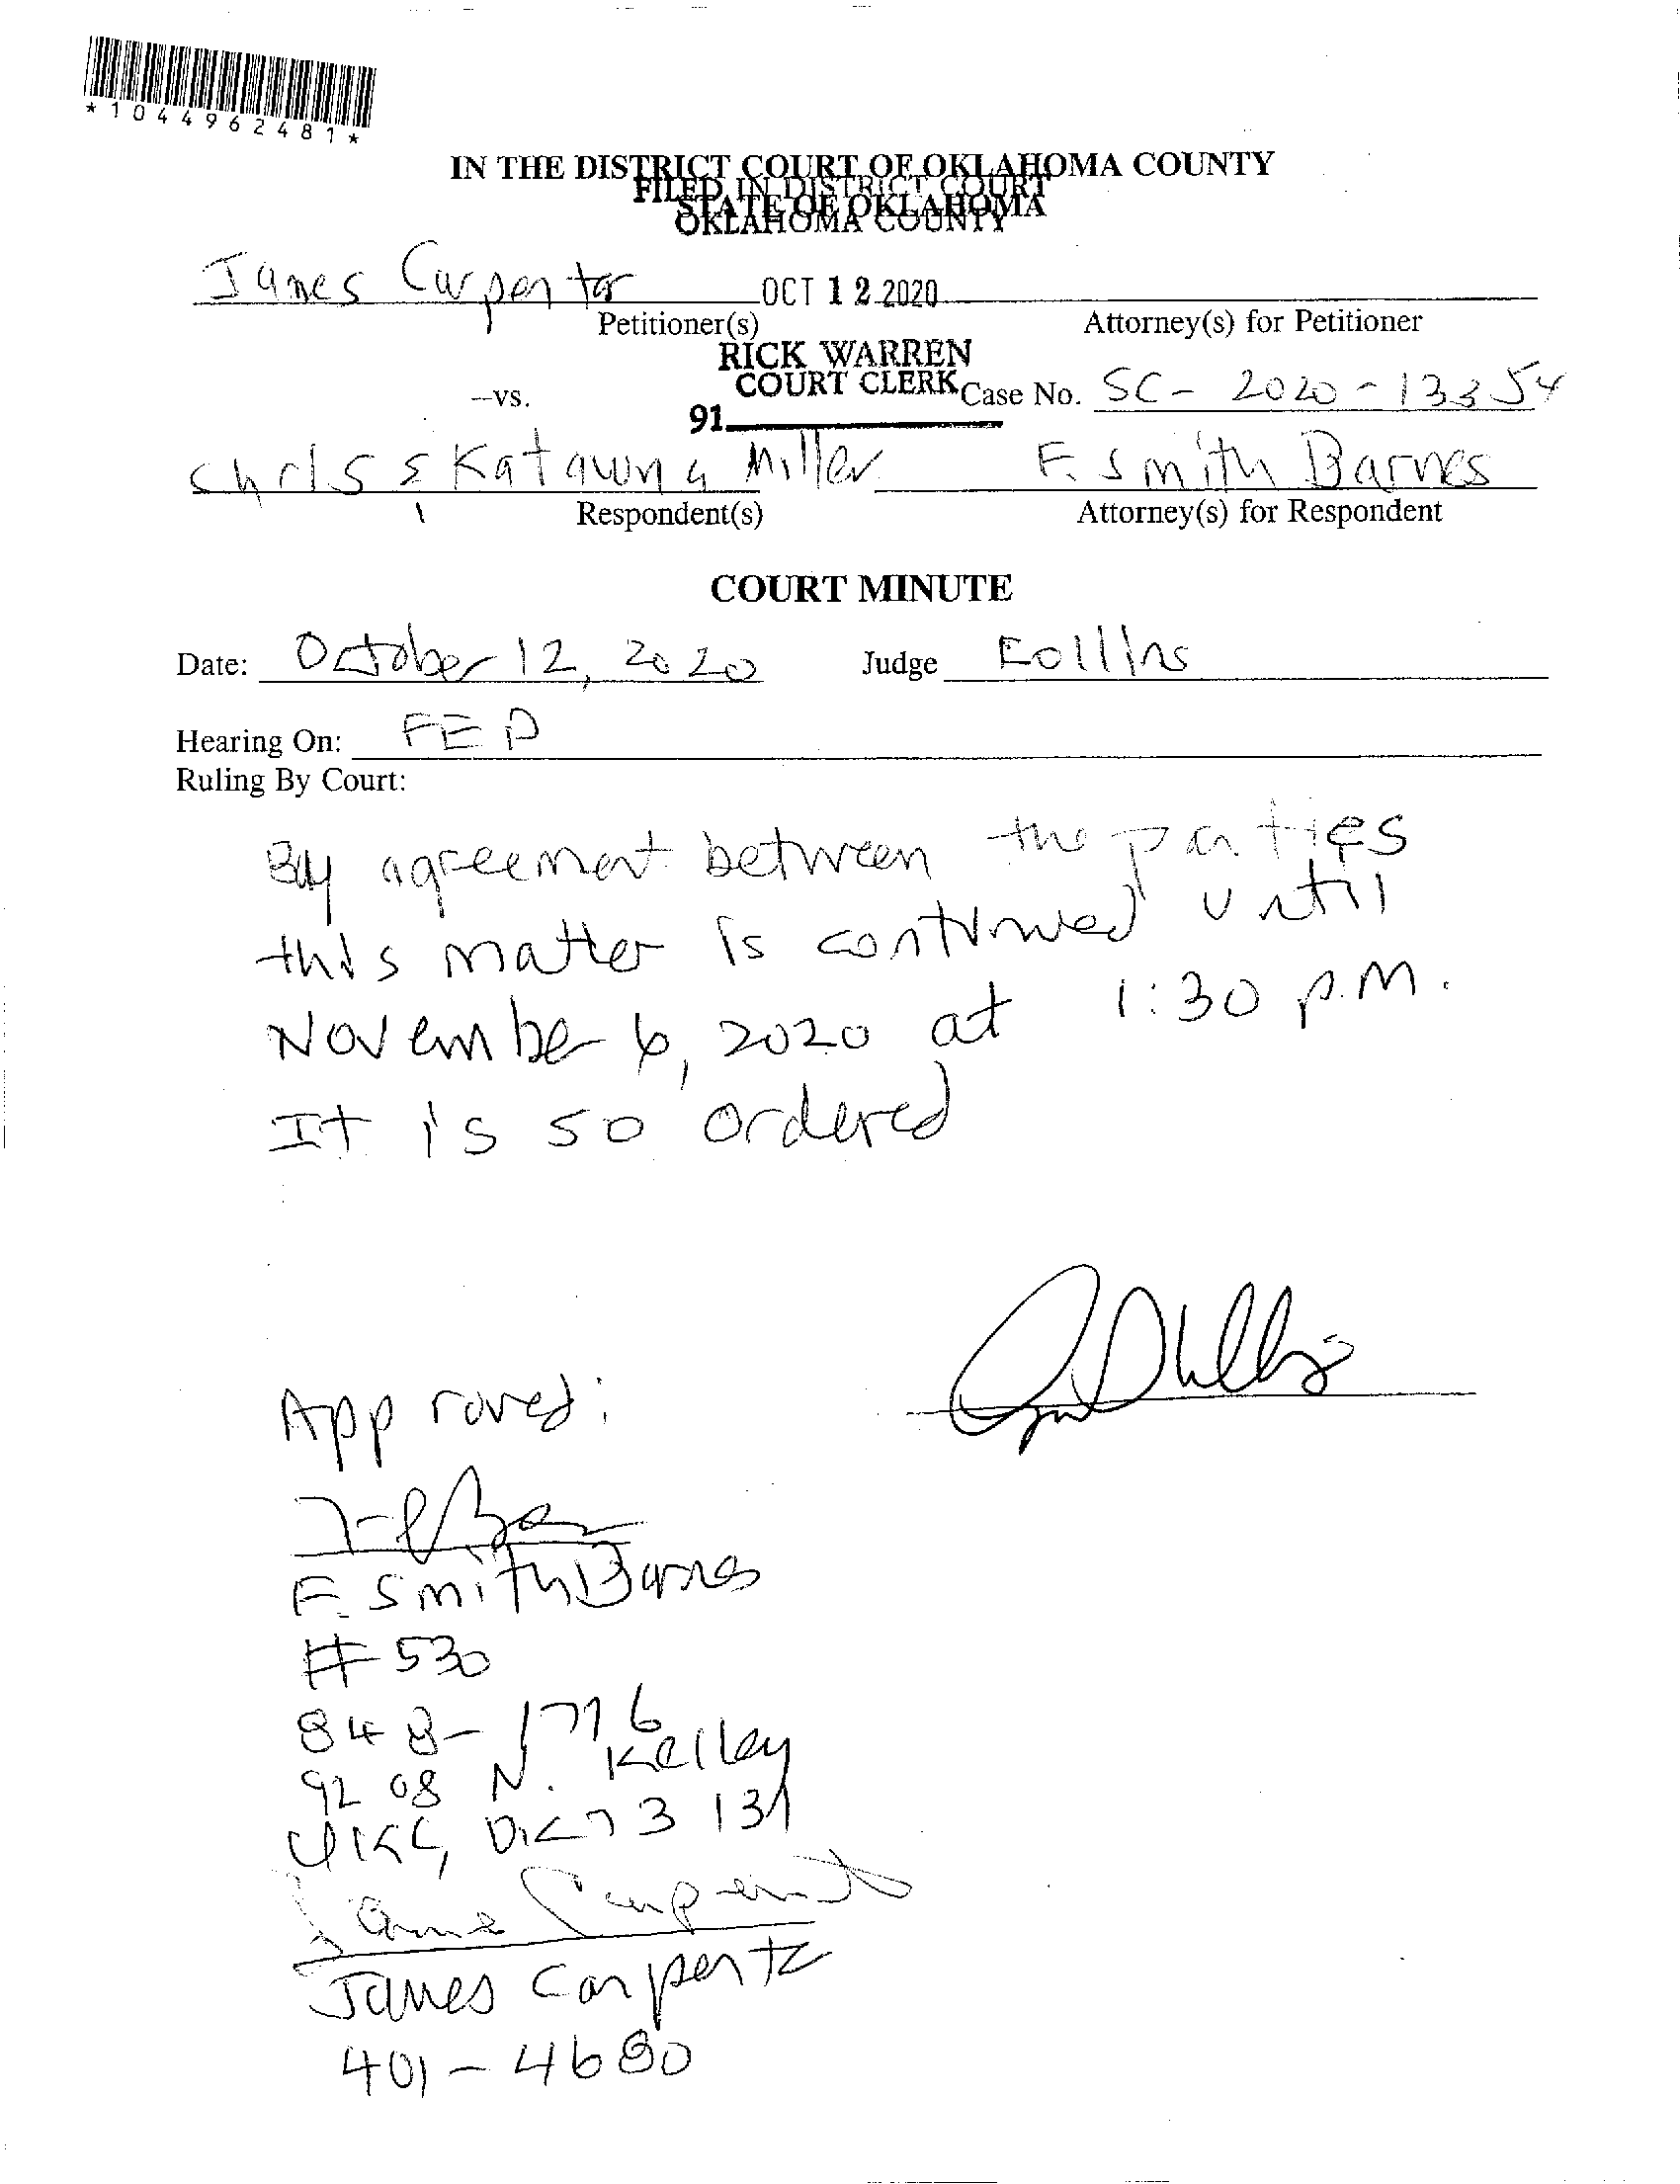 *1044962481*
IN THE DISTRICT COURT OF OKLAHOMA COUNTY
FILED IN DISTRICT COURT
STATE OF OKLAHOMA
OKLAHOMA COUNTY
James Carpenter OCT 12 2020
Petitioner(s) Attorney(s) for Petitioner
RICK WARREN
COURT CLERK
--vs. Case No. SC-2020-13354
91
Chris & Katawna Miller F. Smith Barnes
Respondent(s) Attorney(s) for Respondent
COURT MINUTE
Date: October 12, 2020 Judge Collins
Hearing On: FED
Ruling By Court:
By agreement between the parties
this matter is continued until
November 6, 2020 at 1:30 p.M.
It is so ordered
Approved:
F. Smith Barnes
#530
848-1776
9208 N. Kelley
OKC, OK 73131
James Carpenter
James Carpenter
401-4680